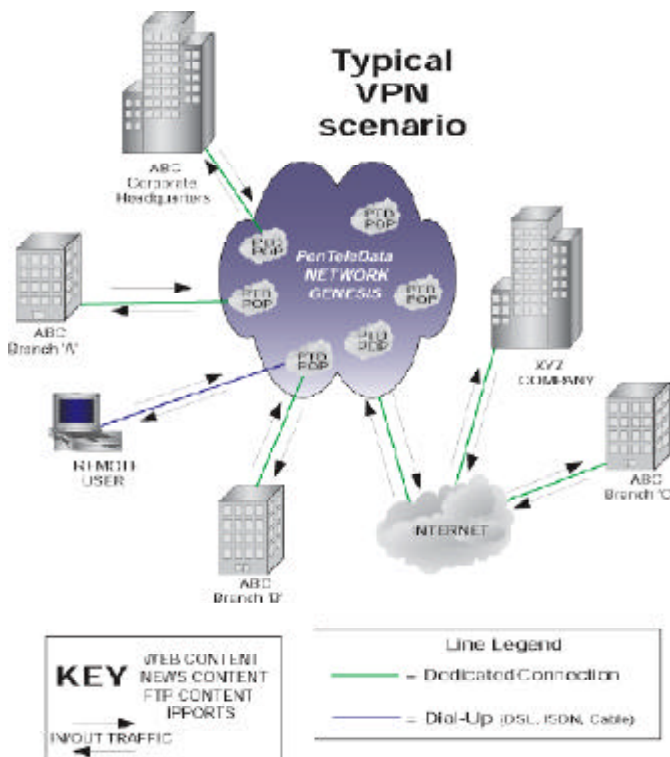 Typical
VPN
scenario
ABC
Corporate
Headquarters
PTD
POP
PTD
POP
PenTeleData
NETWORK
GENESIS
PTD
POP
PTD
POP
PTD
POP
PTD
POP
ABC
Branch 'A'
XYZ
COMPANY
REMOTE
USER
ABC
Branch 'C'
INTERNET
ABC
Branch 'B'
KEY
WEB CONTENT
NEWS CONTENT
FTP CONTENT
IN/OUT TRAFFIC
Line Legend
= Dedicated Connection
= Dial-Up (DSL, ISDN, Cable)